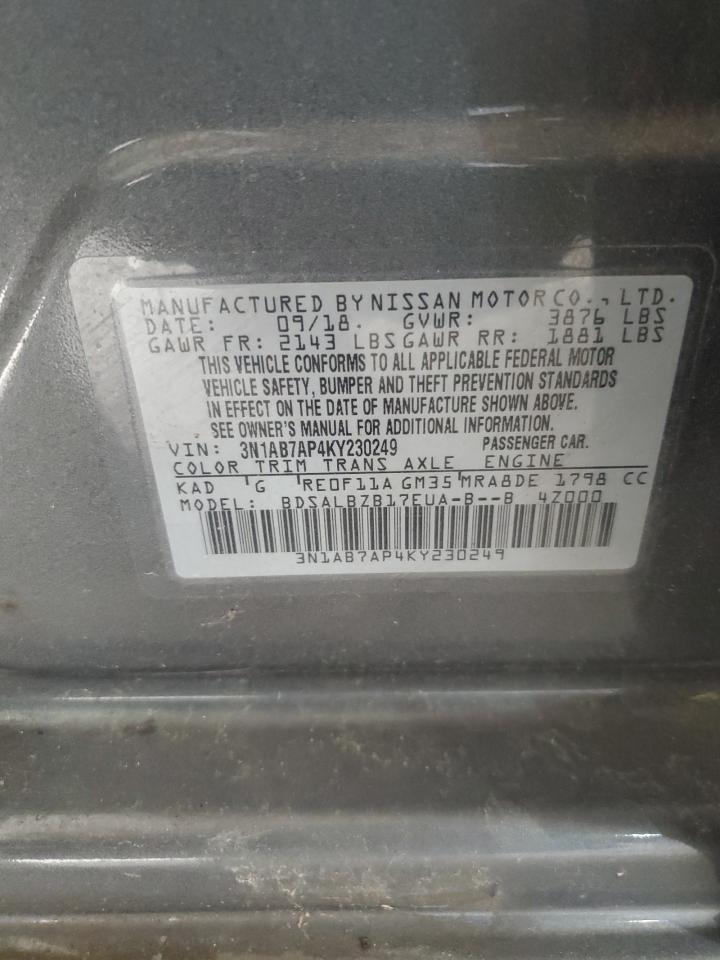 MANUFACTURED BY NISSAN MOTOR CO., LTD.
DATE: 09/18. GVWR: 3876 LBS
GAWR FR: 2143 LBS GAWR RR: 1881 LBS
THIS VEHICLE CONFORMS TO ALL APPLICABLE FEDERAL MOTOR
VEHICLE SAFETY, BUMPER AND THEFT PREVENTION STANDARDS
IN EFFECT ON THE DATE OF MANUFACTURE SHOWN ABOVE.
SEE OWNER'S MANUAL FOR ADDITIONAL INFORMATION.
VIN: 3N1AB7AP4KY230249 PASSENGER CAR.
COLOR TRIM TRANS AXLE ENGINE
KAD G RE0F11A GM35 MRA8DE 1798 CC
MODEL: BDSALBZB17EUA-B--B 4Z000
3N1AB7AP4KY230249